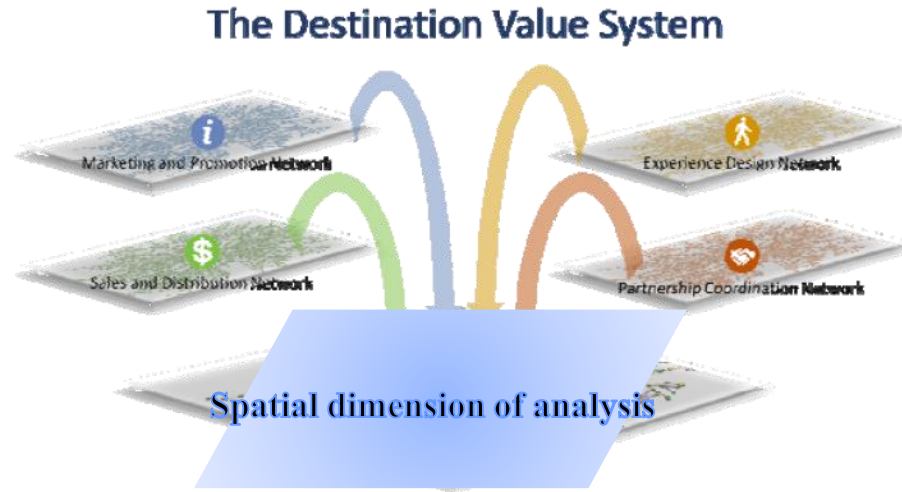 The Destination Value System
i
Marketing and Promotion Network
Experience Design Network
$
Sales and Distribution Network
Partnership Coordination Network
Spatial dimension of analysis